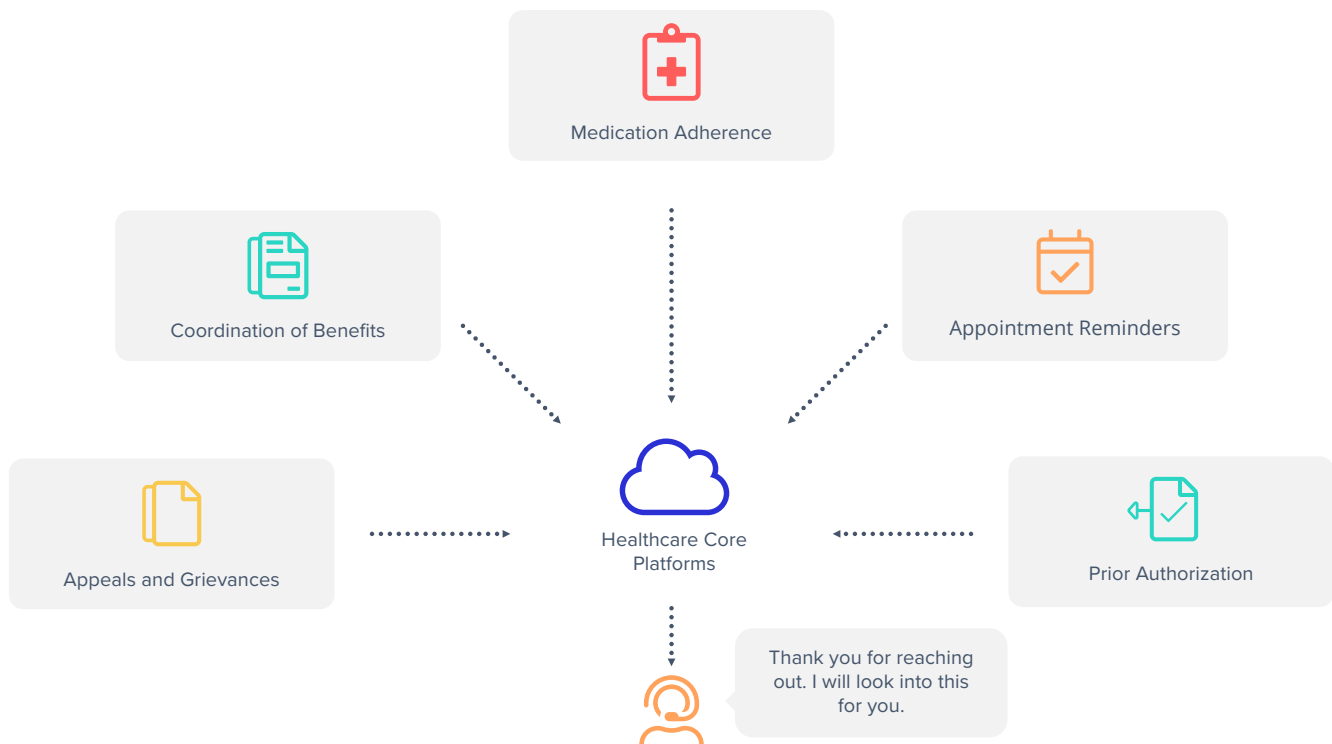 Medication Adherence
Coordination of Benefits
Appointment Reminders
Healthcare Core
Platforms
Appeals and Grievances
Prior Authorization
Thank you for reaching
out. I will look into this
for you.